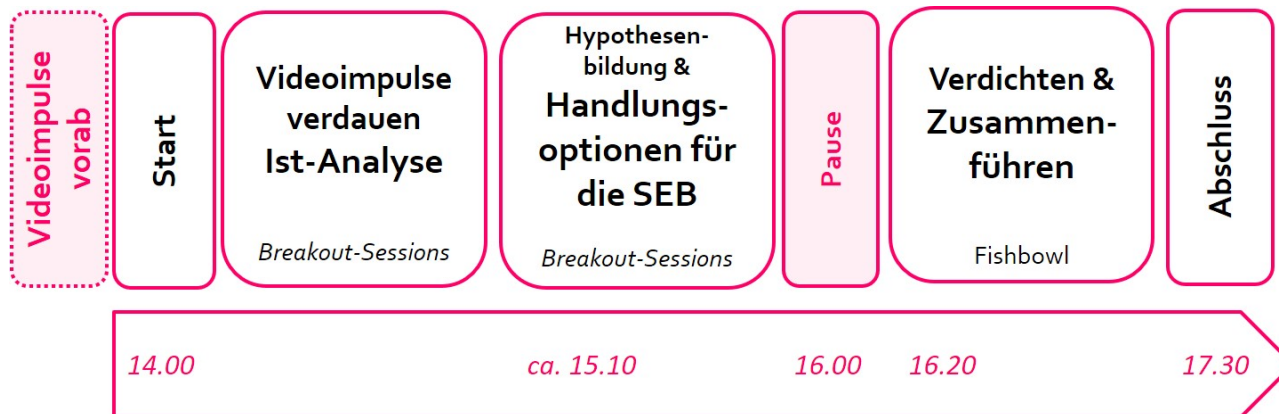 Videoimpulse
vorab
Start
Videoimpulse
verdauen
Ist-Analyse
Breakout-Sessions
Hypothesen-
bildung &
Handlungs-
optionen für
die SEB
Breakout-Sessions
Pause
Verdichten &
Zusammen-
führen
Fishbowl
Abschluss
14.00
ca. 15.10
16.00
16.20
17.30